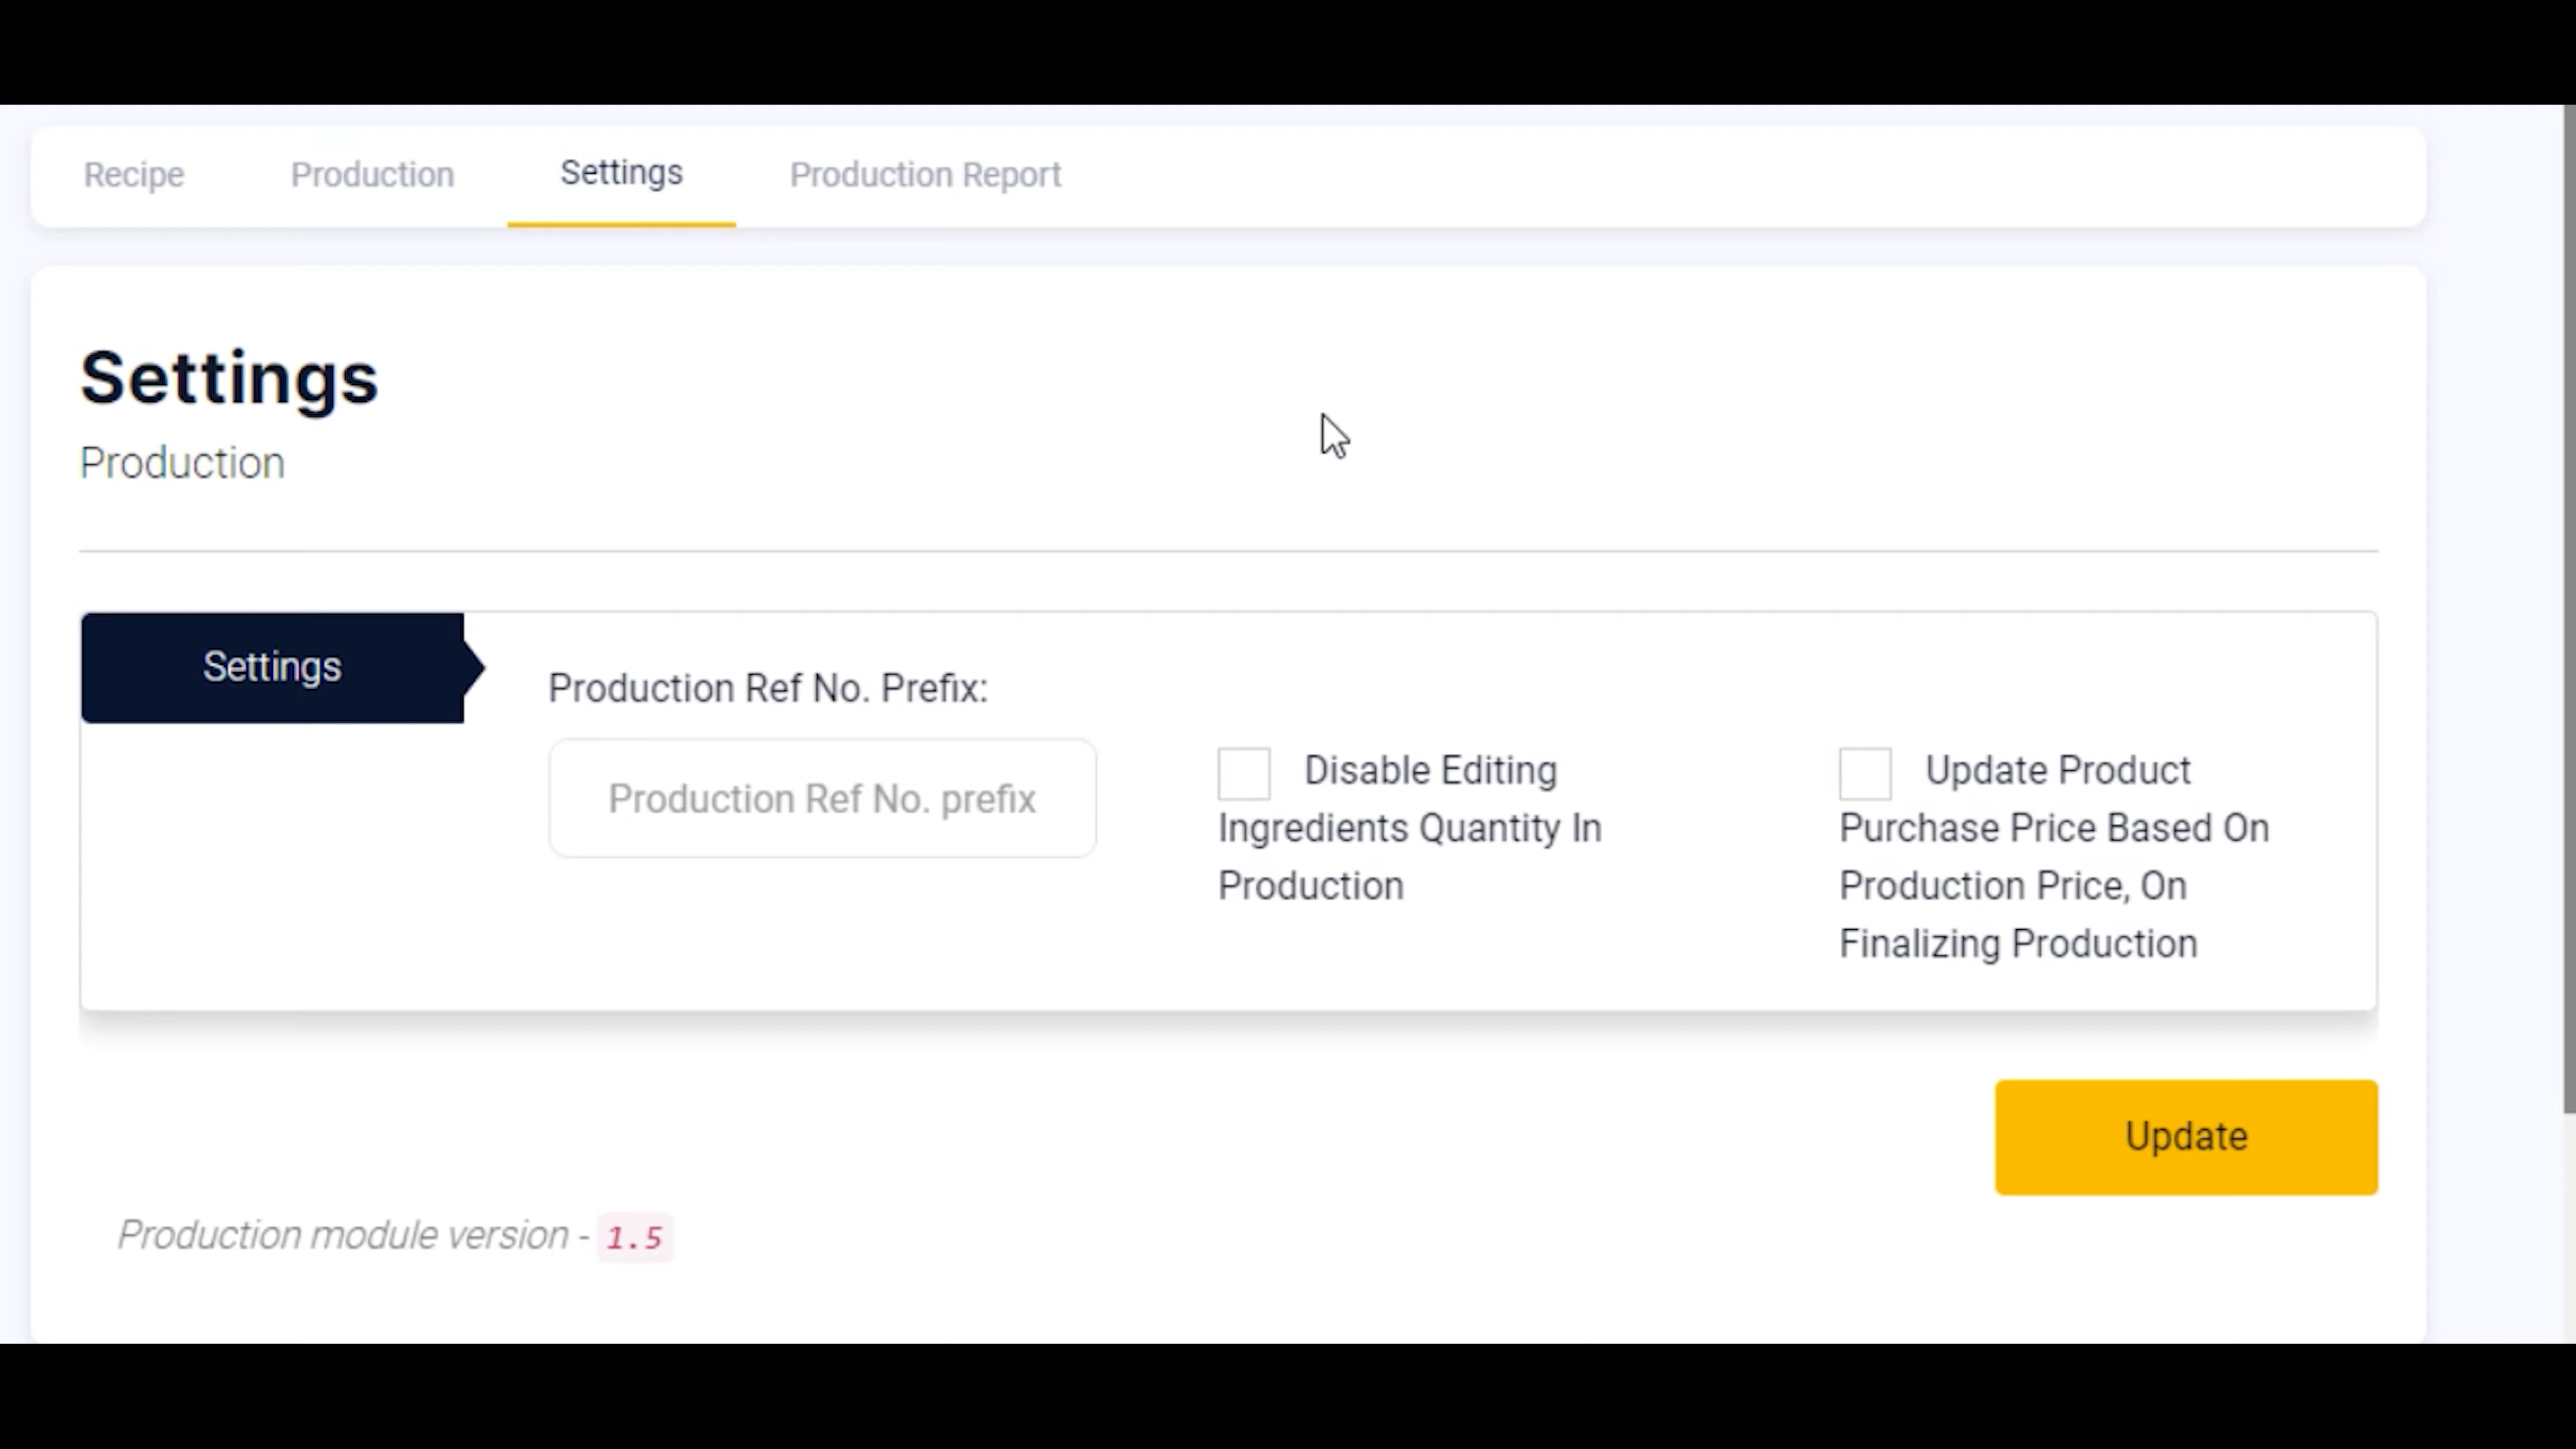 Recipe Production Settings Production Report
Settings
Production
Settings
Production Ref No. Prefix:
Production Ref No. prefix
Disable Editing
Ingredients Quantity In
Production
Update Product
Purchase Price Based On
Production Price, On
Finalizing Production
Update
Production module version - 1.5